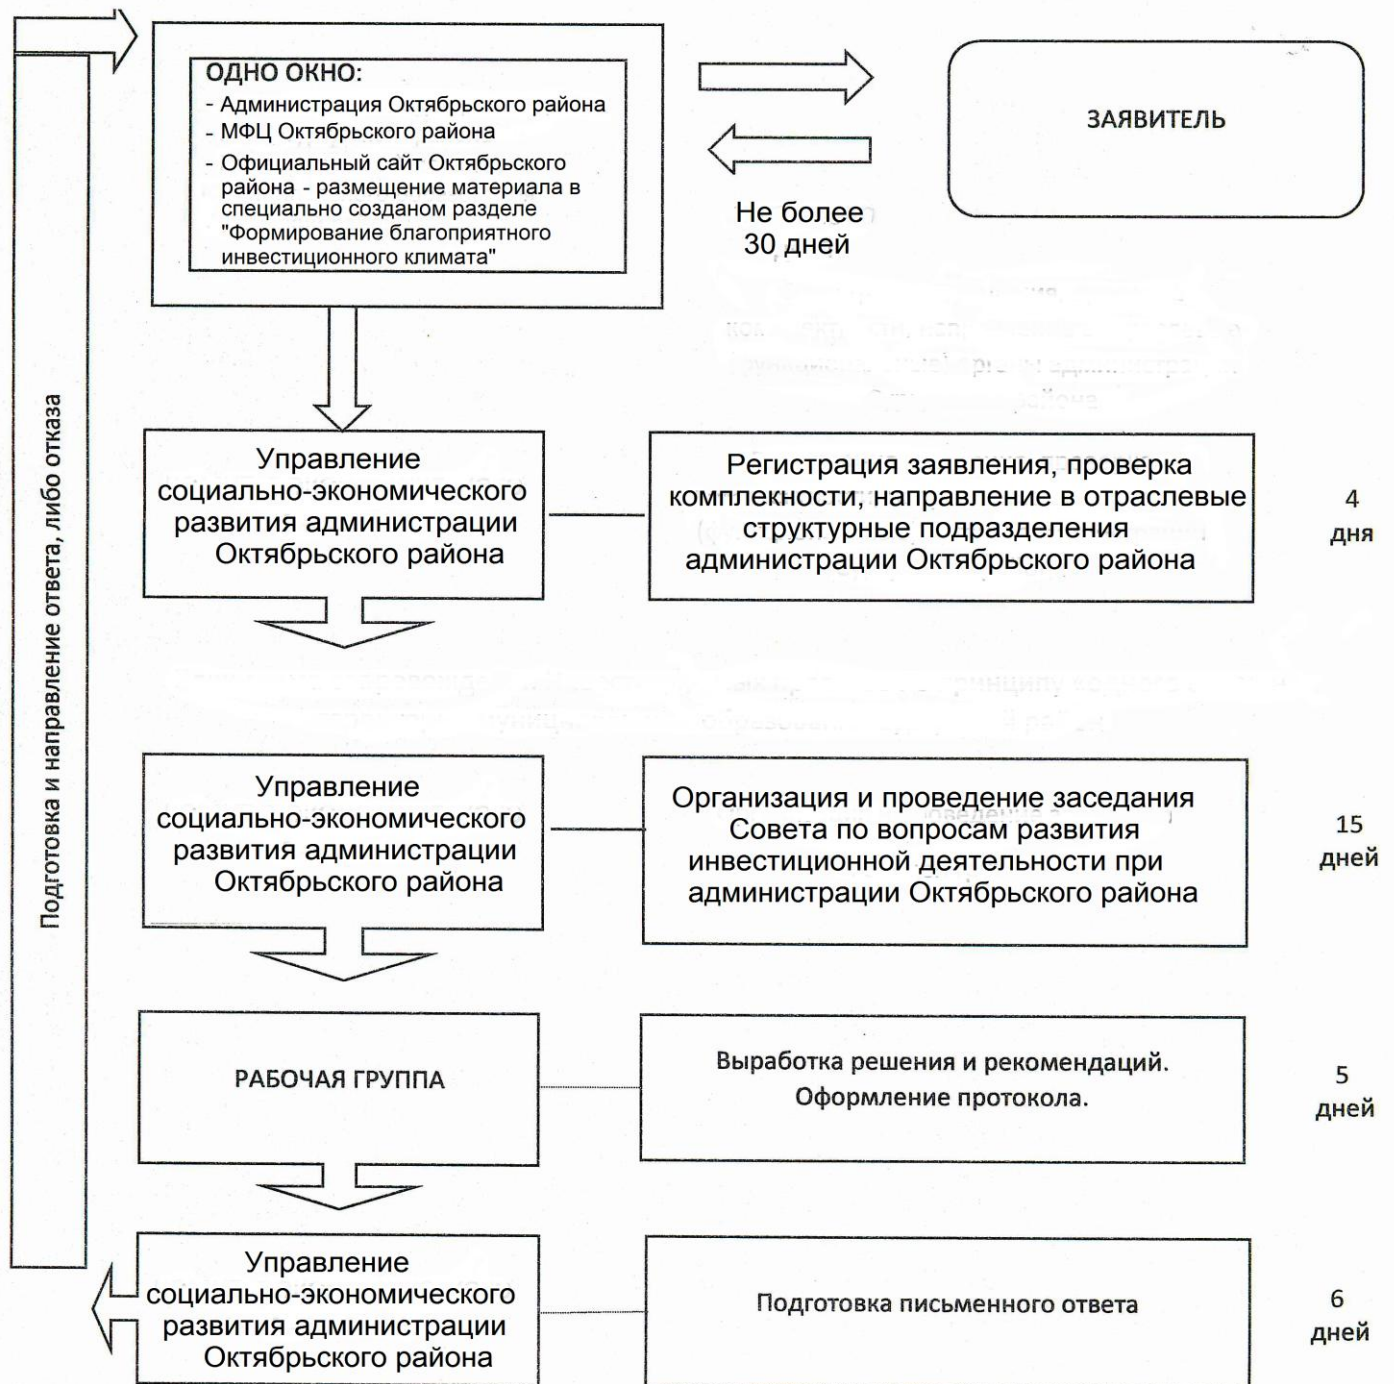 ОДНО ОКНО:
- Администрация Октябрьского района
- МФЦ Октябрьского района
- Официальный сайт Октябрьского
района - размещение материала в
специально созданом разделе
"Формирование благоприятного
инвестиционного климата"
ЗАЯВИТЕЛЬ
Не более
30 дней
Подготовка и направление ответа, либо отказа
Управление
социально-экономического
развития администрации
Октябрьского района
Регистрация заявления, проверка
комплекности, направление в отраслевые
структурные подразделения
администрации Октябрьского района
4
дня
Управление
социально-экономического
развития администрации
Октябрьского района
Организация и проведение заседания
Совета по вопросам развития
инвестиционной деятельности при
администрации Октябрьского района
15
дней
РАБОЧАЯ ГРУППА
Выработка решения и рекомендаций.
Оформление протокола.
5
дней
Управление
социально-экономического
развития администрации
Октябрьского района
Подготовка письменного ответа
6
дней